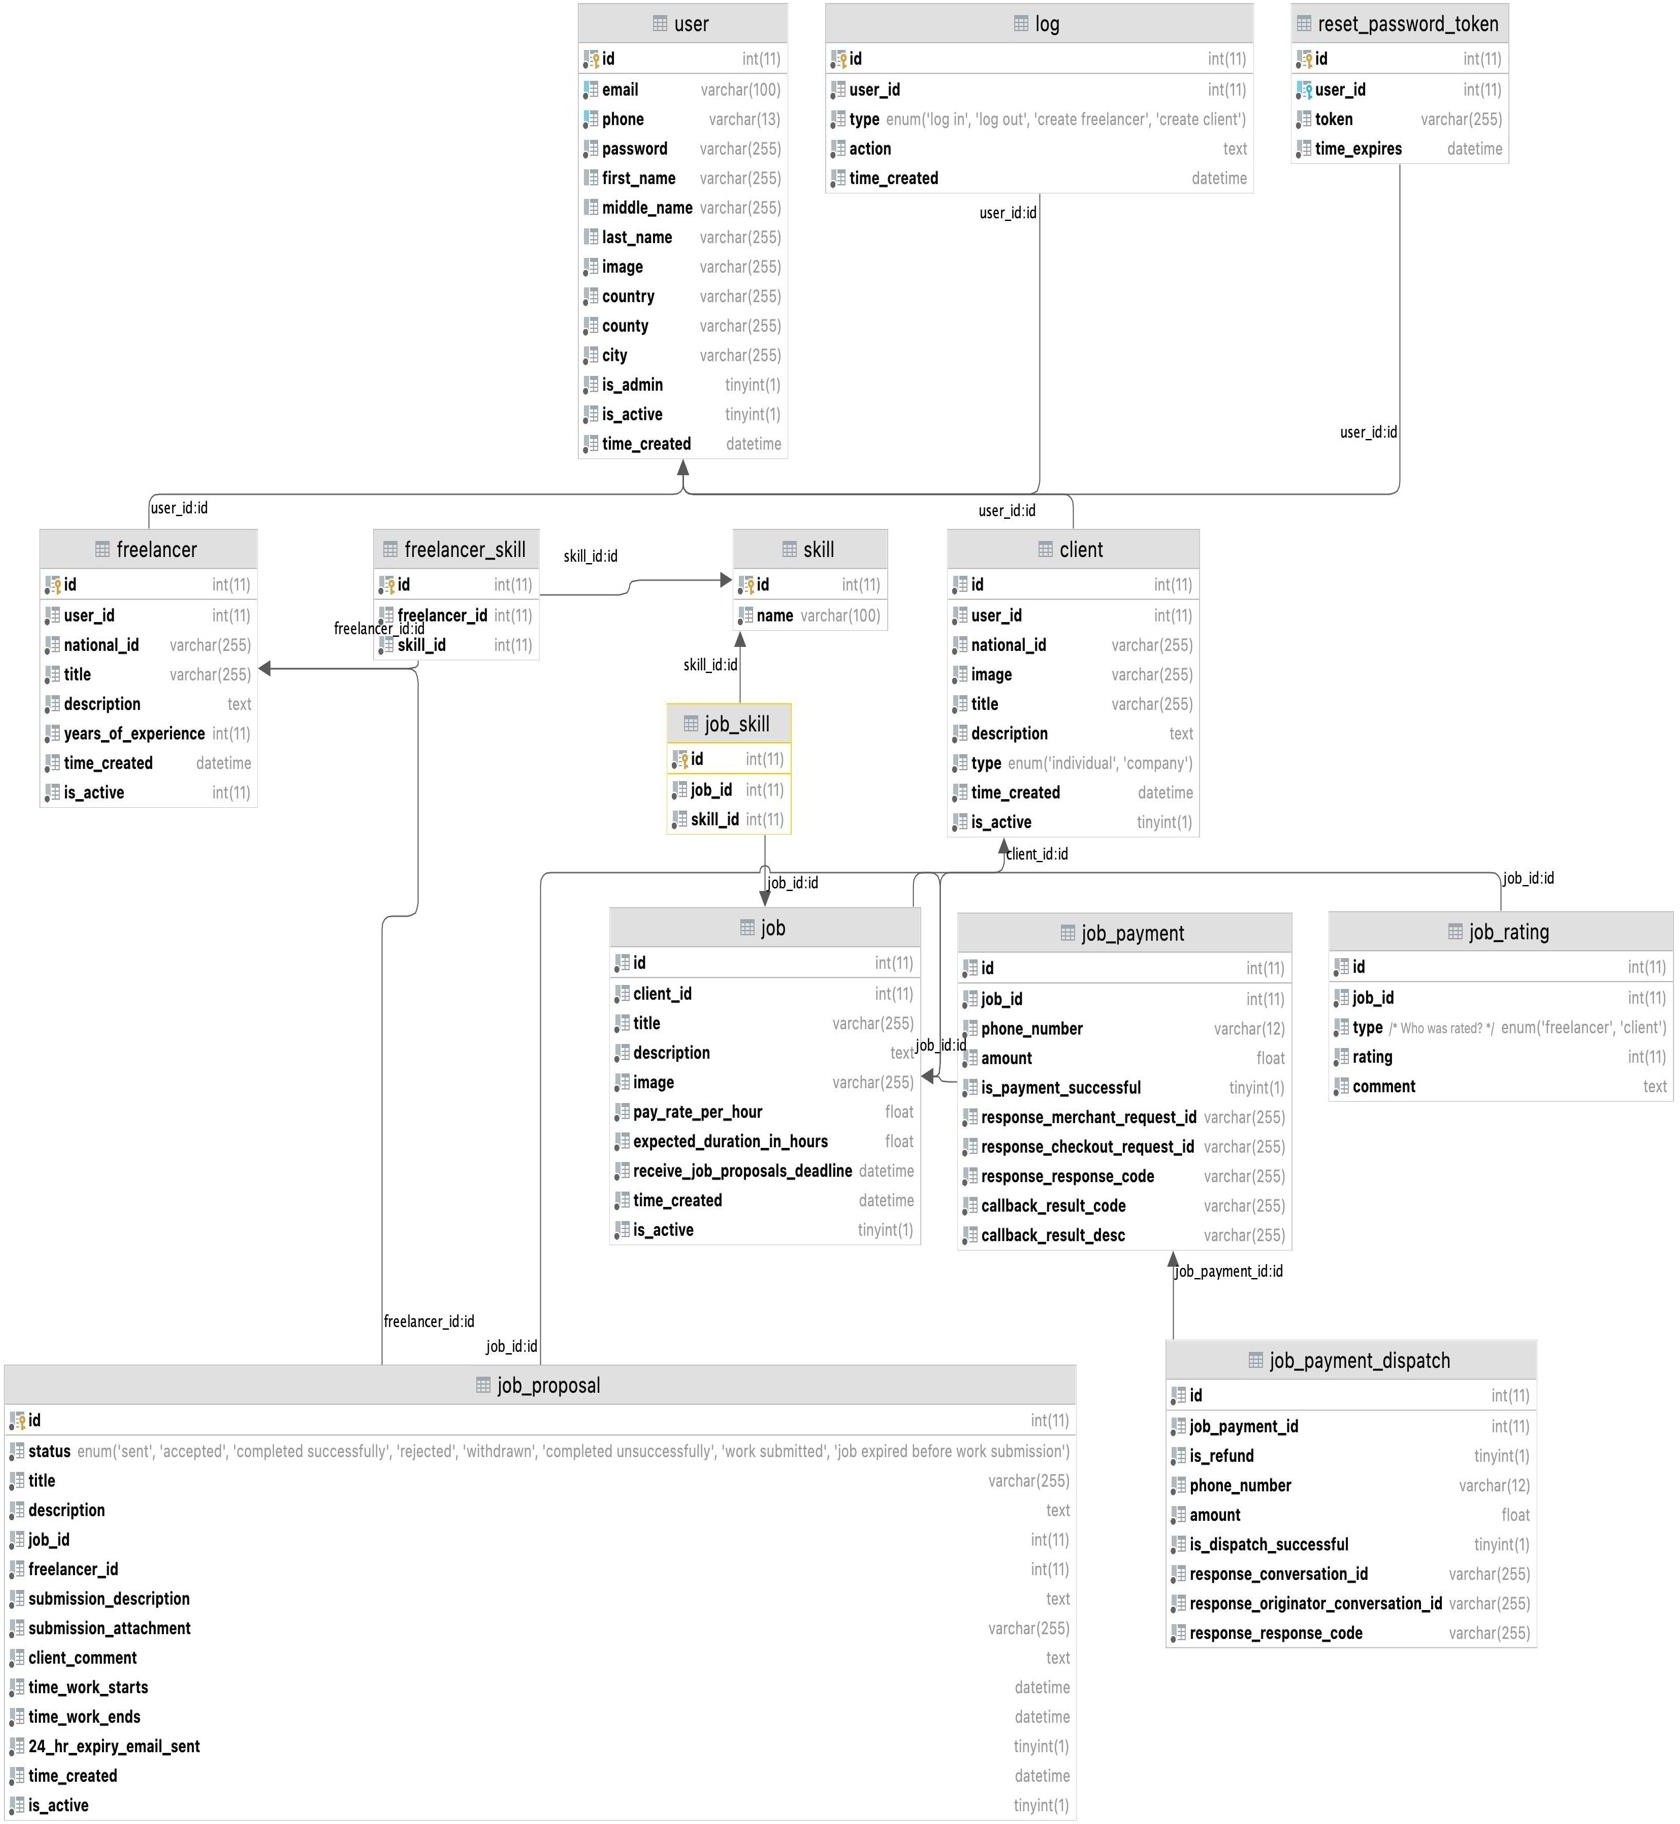 user
id int(11)
email varchar(100)
phone varchar(13)
password varchar(255)
first_name varchar(255)
middle_name varchar(255)
last_name varchar(255)
image varchar(255)
country varchar(255)
county varchar(255)
city varchar(255)
is_admin tinyint(1)
is_active tinyint(1)
time_created datetime
log
id int(11)
user_id int(11)
type enum('log in', 'log out', 'create freelancer', 'create client')
action text
time_created datetime
reset_password_token
id int(11)
user_id int(11)
token varchar(255)
time_expires datetime
user_id:id
user_id:id
user_id:id
user_id:id
freelancer
id int(11)
user_id int(11)
national_id varchar(255)
title varchar(255)
description text
years_of_experience int(11)
time_created datetime
is_active int(11)
freelancer_skill
id int(11)
freelancer_id int(11)
skill_id int(11)
freelancer_id:id
skill_id:id
skill
id int(11)
name varchar(100)
skill_id:id
client
id int(11)
user_id int(11)
national_id varchar(255)
image varchar(255)
title varchar(255)
description text
type enum('individual', 'company')
time_created datetime
is_active tinyint(1)
job_skill
id int(11)
job_id int(11)
skill_id int(11)
client_id:id
job_id:id
job_id:id
job
id int(11)
client_id int(11)
title varchar(255)
description text
image varchar(255)
pay_rate_per_hour float
expected_duration_in_hours float
receive_job_proposals_deadline datetime
time_created datetime
is_active tinyint(1)
job_id:id
job_payment
id int(11)
job_id int(11)
phone_number varchar(12)
amount float
is_payment_successful tinyint(1)
response_merchant_request_id varchar(255)
response_checkout_request_id varchar(255)
response_response_code varchar(255)
callback_result_code varchar(255)
callback_result_desc varchar(255)
job_rating
id int(11)
job_id int(11)
type /* Who was rated? */ enum('freelancer', 'client')
rating int(11)
comment text
job_payment_id:id
freelancer_id:id
job_id:id
job_proposal
id int(11)
status enum('sent', 'accepted', 'completed successfully', 'rejected', 'withdrawn', 'completed unsuccessfully', 'work submitted', 'job expired before work submission')
title varchar(255)
description text
job_id int(11)
freelancer_id int(11)
submission_description text
submission_attachment varchar(255)
client_comment text
time_work_starts datetime
time_work_ends datetime
24_hr_expiry_email_sent tinyint(1)
time_created datetime
is_active tinyint(1)
job_payment_dispatch
id int(11)
job_payment_id int(11)
is_refund tinyint(1)
phone_number varchar(12)
amount float
is_dispatch_successful tinyint(1)
response_conversation_id varchar(255)
response_originator_conversation_id varchar(255)
response_response_code varchar(255)